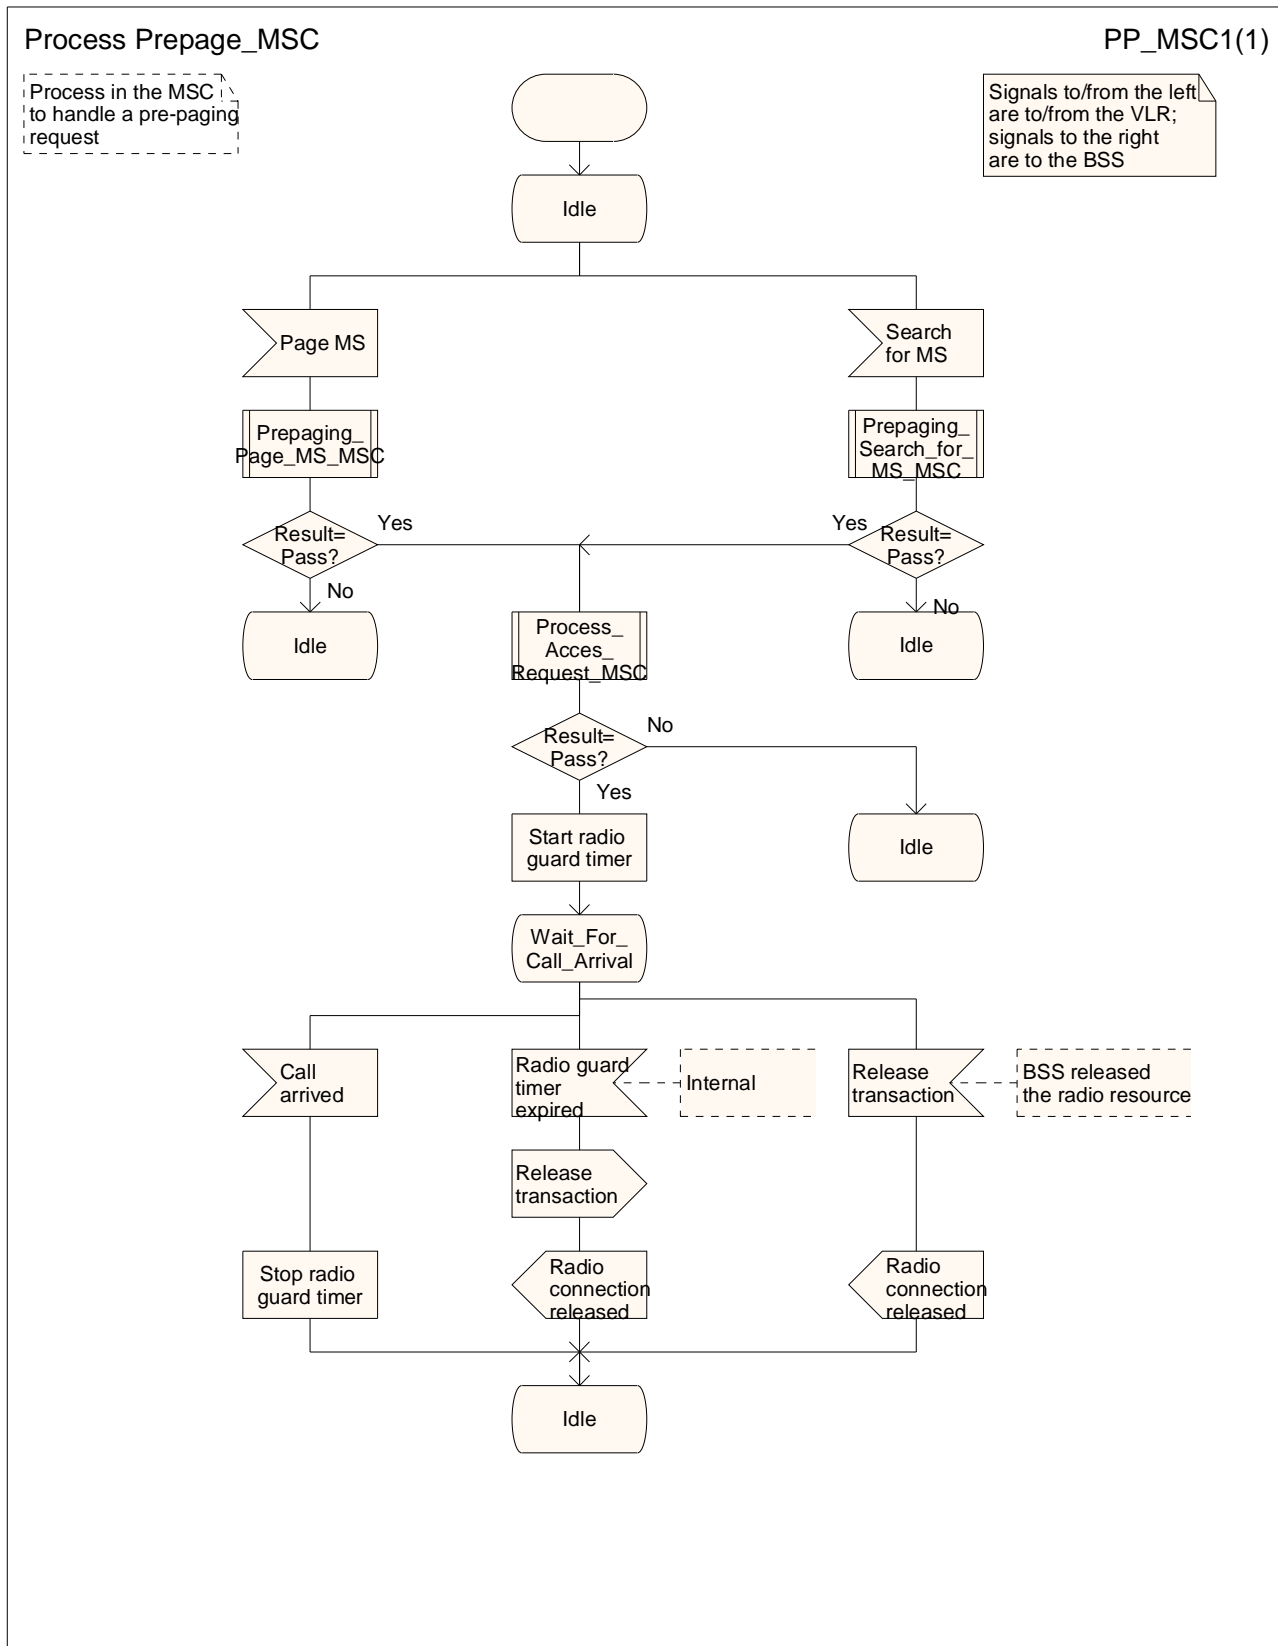 Process Prepage_MSC
PP_MSC1(1)
Process in the MSC
to handle a pre-paging
request
Signals to/from the left
are to/from the VLR;
signals to the right
are to the BSS
Idle
Page MS
Search
for MS
Prepaging_
Page_MS_MSC
Prepaging_
Search_for_
MS_MSC
Result=
Pass?
Yes
No
Yes
Result=
Pass?
No
Idle
Process_
Acces_
Request_MSC
Idle
Result=
Pass?
No
Yes
Start radio
guard timer
Idle
Wait_For_
Call_Arrival
Call
arrived
Radio guard
timer
expired
Internal
Release
transaction
BSS released
the radio resource
Release
transaction
Stop radio
guard timer
Radio
connection
released
Radio
connection
released
Idle